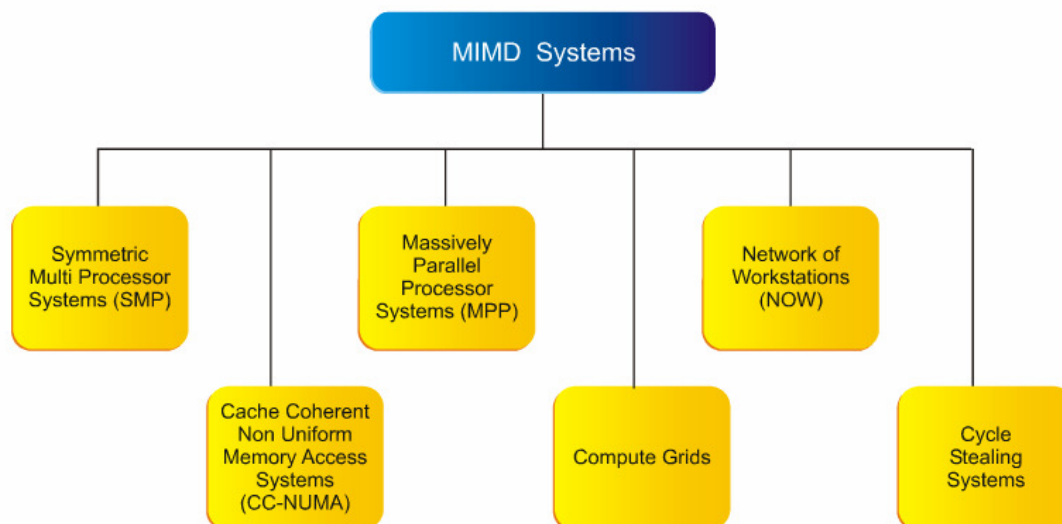 MIMD Systems
Symmetric
Multi Processor
Systems (SMP)
Massively
Parallel
Processor
Systems (MPP)
Network of
Workstations
(NOW)
Cache Coherent
Non Uniform
Memory Access
Systems
(CC-NUMA)
Compute Grids
Cycle
Stealing
Systems